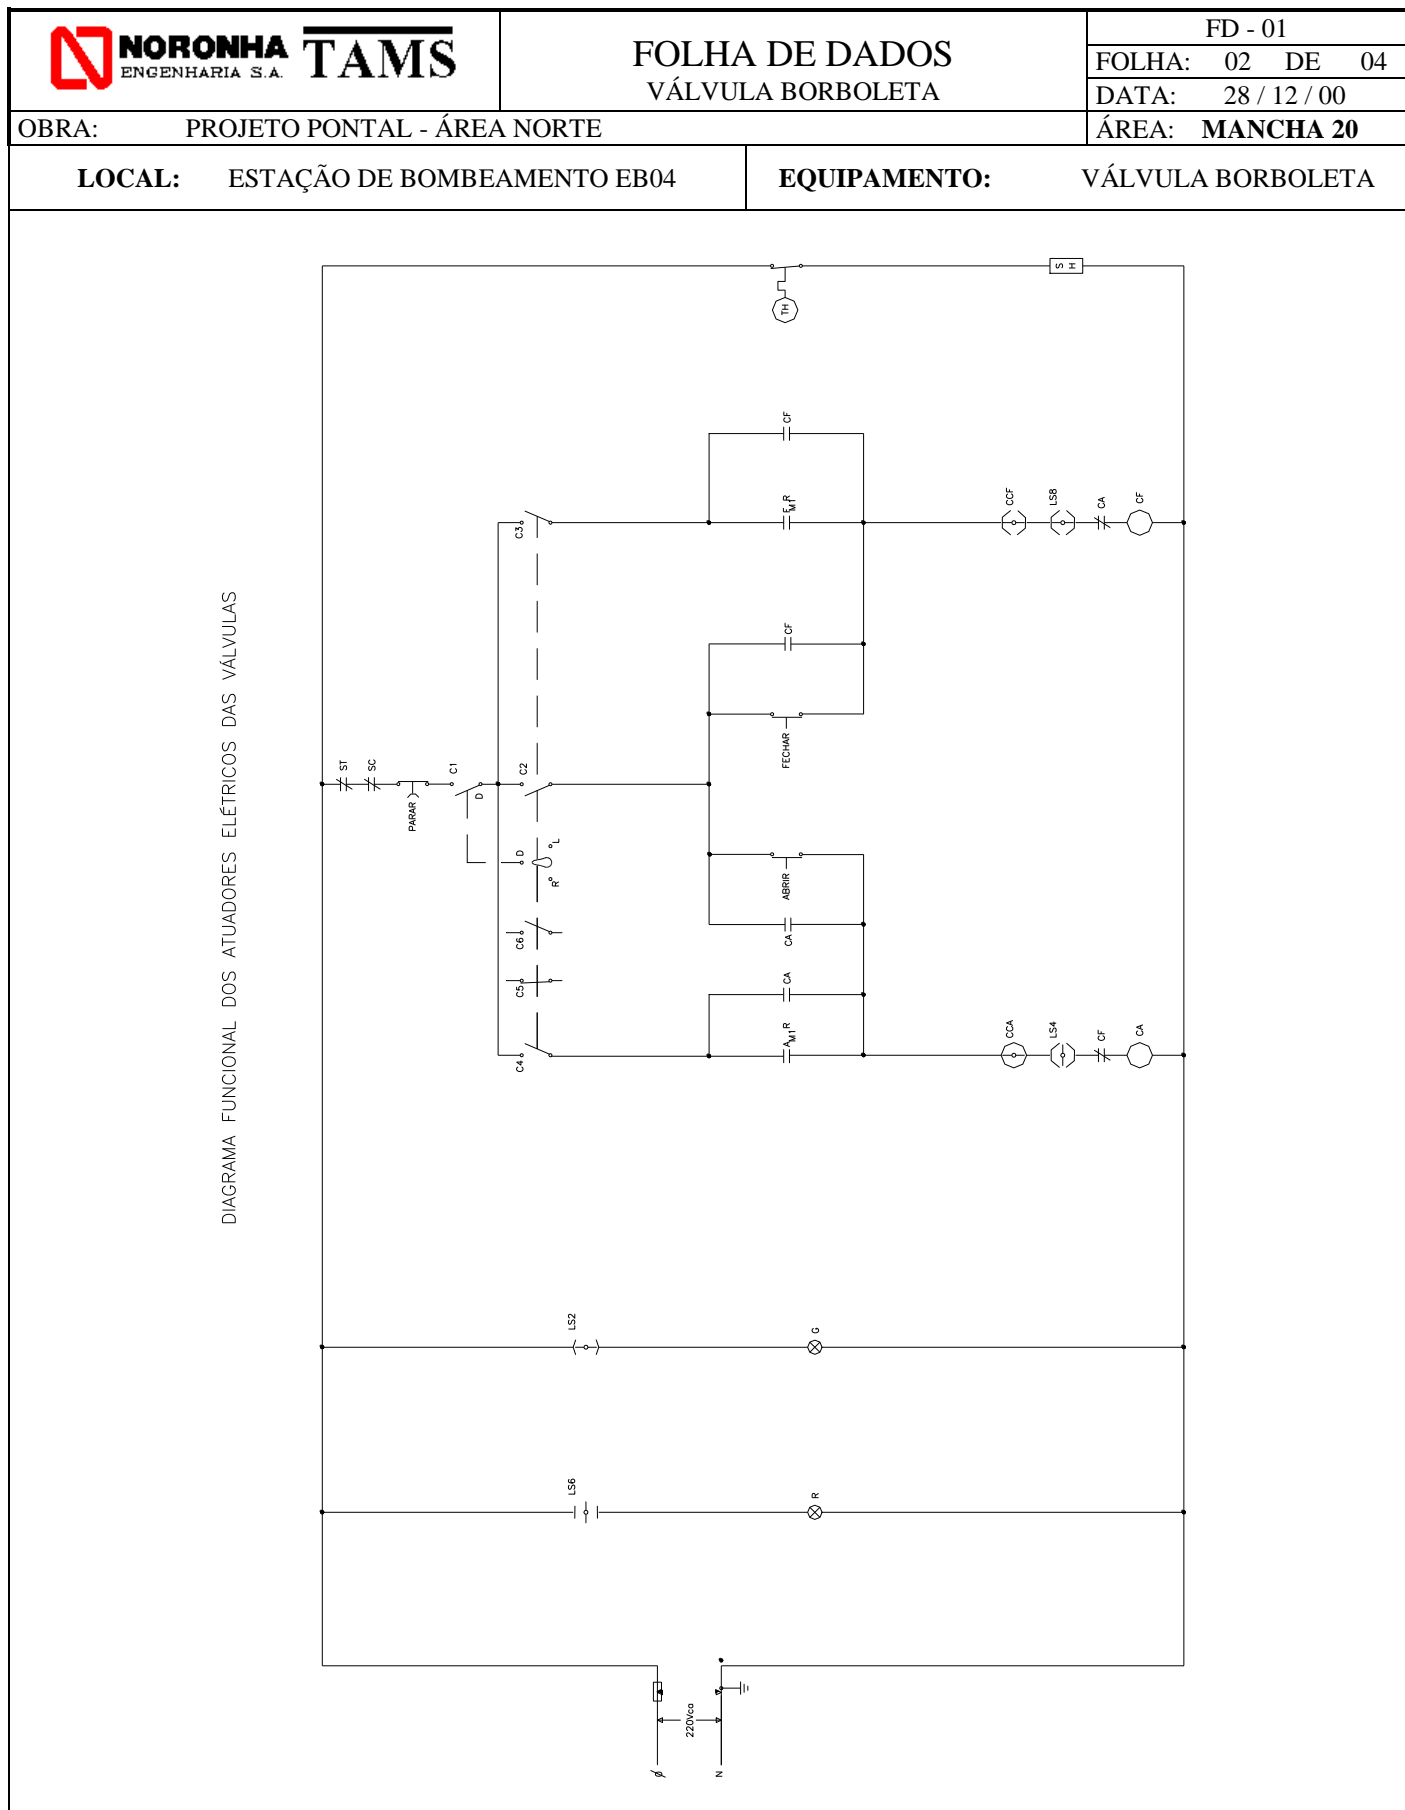 NORONHA
ENGENHARIA S.A.
TAMS
FOLHA DE DADOS
VÁLVULA BORBOLETA
FD - 01
FOLHA: 02 DE 04
DATA: 28 / 12 / 00
OBRA: PROJETO PONTAL - ÁREA NORTE
ÁREA: MANCHA 20
LOCAL: ESTAÇÃO DE BOMBEAMENTO EB04
EQUIPAMENTO: VÁLVULA BORBOLETA
DIAGRAMA FUNCIONAL DOS ATUADORES ELÉTRICOS DAS VÁLVULAS
S H
TH
CF
C3
F R
M1
CCF
LS8
CA
CF
CF
FECHAR
ST
SC
PARAR
C1
D
C2
D
L
R
ABRIR
C6
CA
C5
CA
C4
A R
M1
CCA
LS4
CF
CA
LS2
G
LS6
R
220Vca
Ø
N